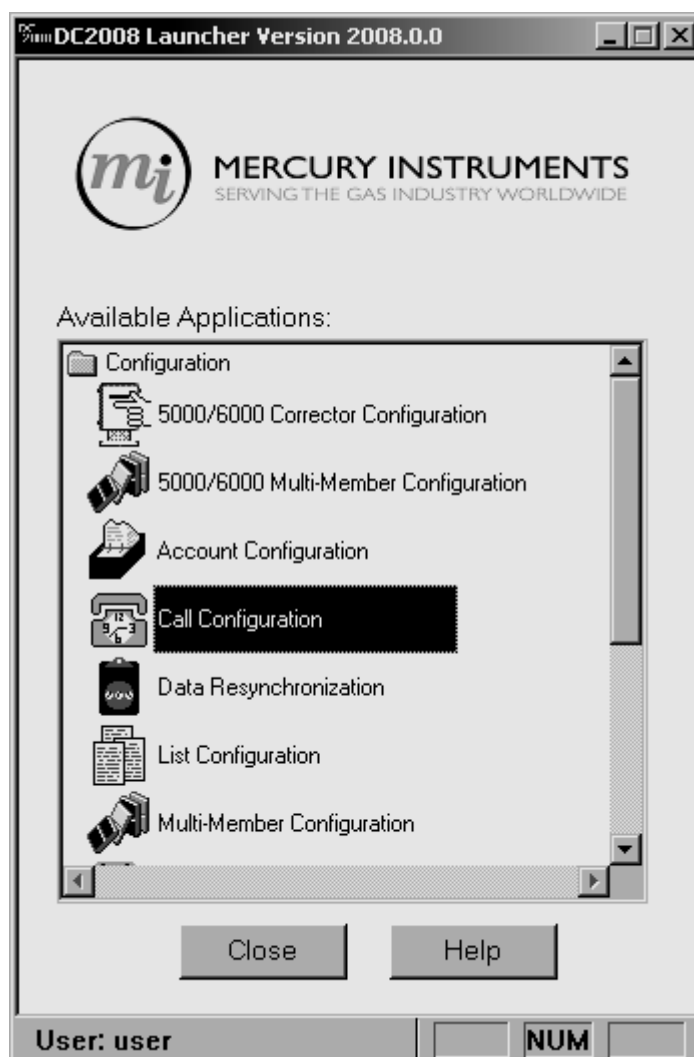 DC2008 Launcher Version 2008.0.0
mi
MERCURY INSTRUMENTS
SERVING THE GAS INDUSTRY WORLDWIDE
Available Applications:
Configuration
5000/6000 Corrector Configuration
5000/6000 Multi-Member Configuration
Account Configuration
Call Configuration
Data Resynchronization
List Configuration
Multi-Member Configuration
Close Help
User: user NUM